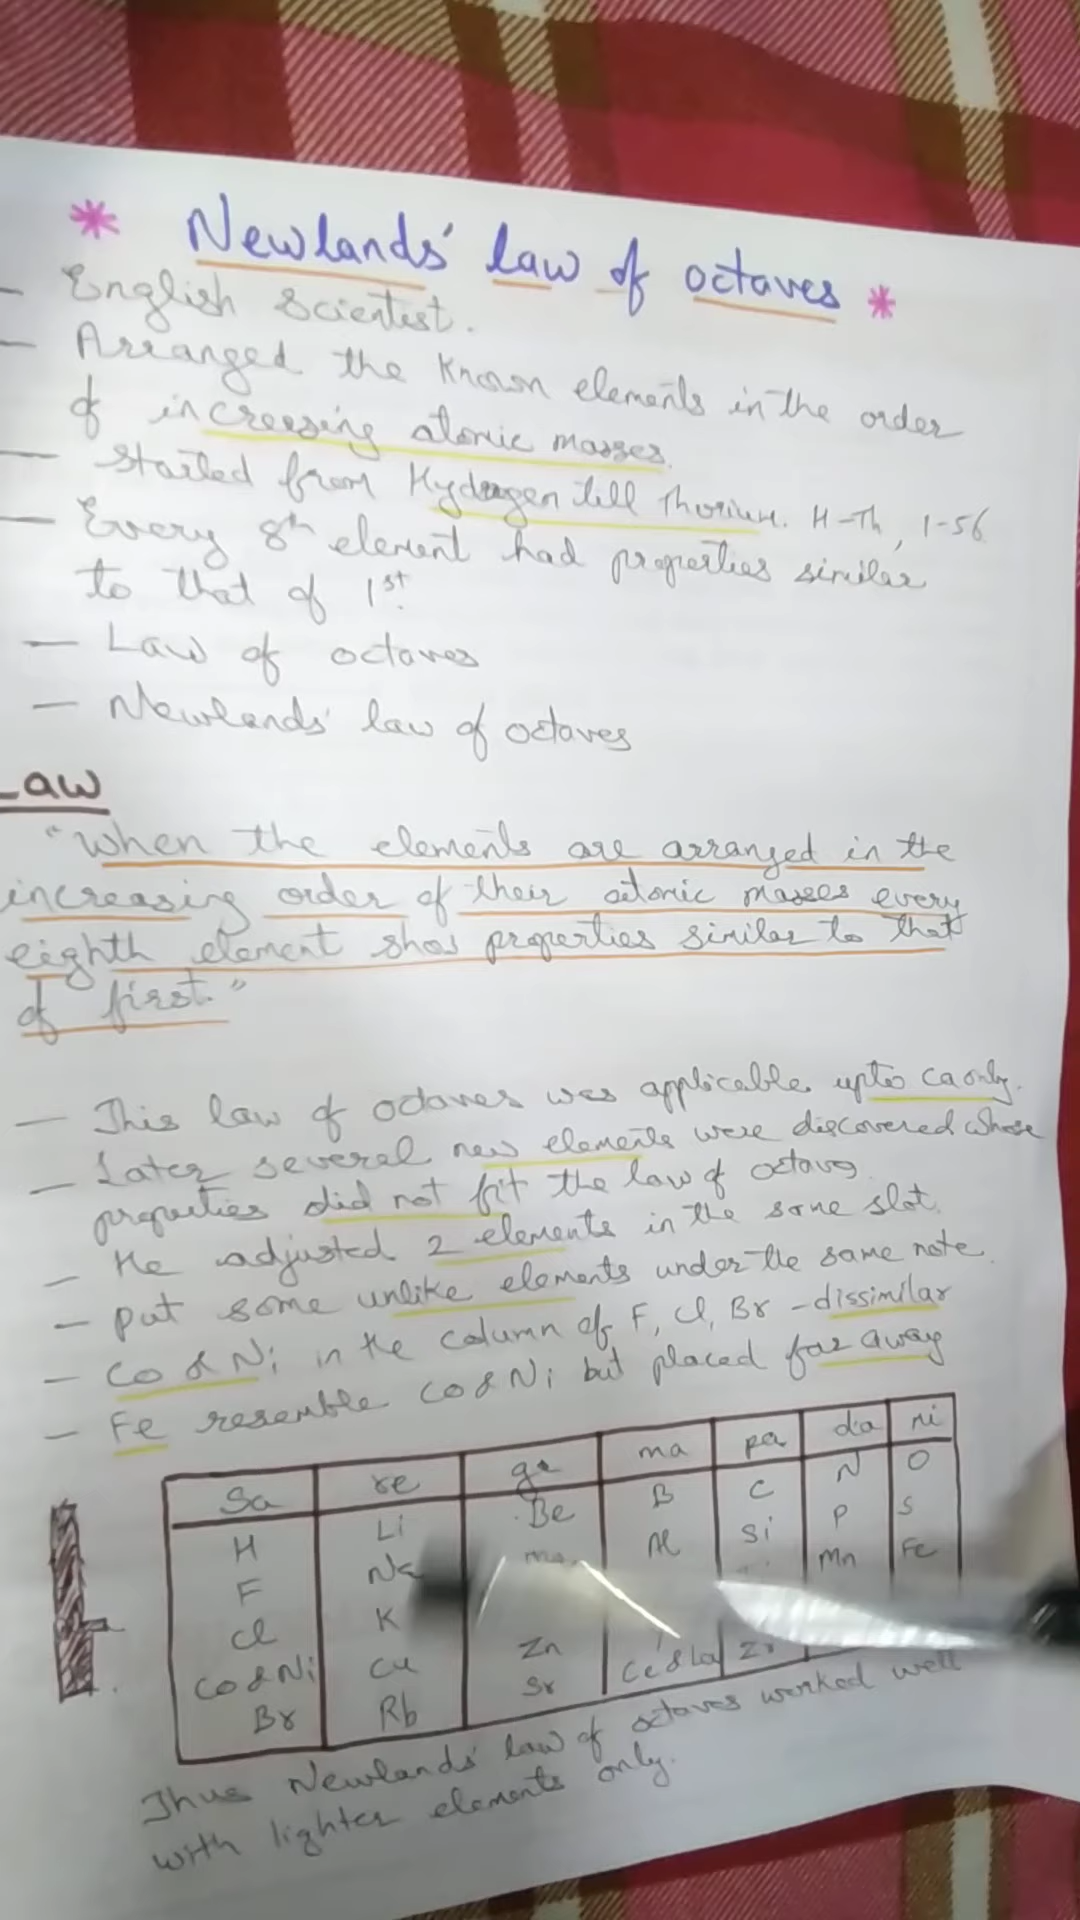 * Newlands' law of octaves *
- English Scientist.
- Arranged the known elements in the order
of increasing atomic masses.
- Started from Hydrogen till Thorium. H-Th, 1-56
- Every 8th element had properties similar
to that of 1st.
- Law of octaves
- Newlands' law of octaves
Law
"When the elements are arranged in the
increasing order of their atomic masses every
eighth element shows properties similar to that
of first."
- This law of octaves was applicable upto Ca only.
- Later several new elements were discovered whose
properties did not fit the law of octave.
- He adjusted 2 elements in the same slot.
- put some unlike elements under the same note.
- Co & Ni in the column of F, Cl, Br - dissimilar
- Fe resemble Co & Ni but placed far away
Sa re ga ma pa da ni
H Li Be B C N O
F Na Al Si P S
Cl K Mn Fe
Co & Ni Cu Zn
Br Rb Sr Ce & La Zr
Thus Newlands' law of octaves worked well
with lighter elements only.